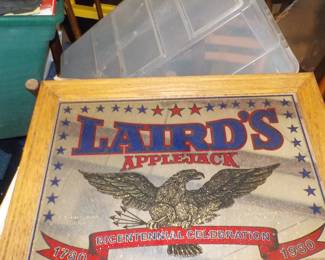 LAIRD'S
APPLEJACK
BICENTENNIAL CELEBRATION
1780 1980